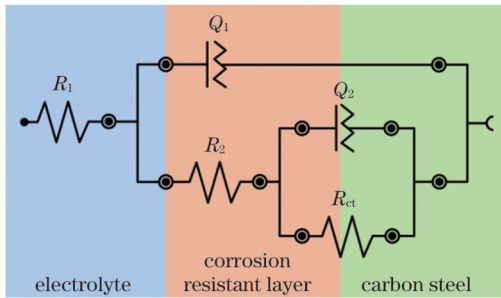 Q1
Q2
R1
R2
Rct
electrolyte
corrosion
resistant layer
carbon steel